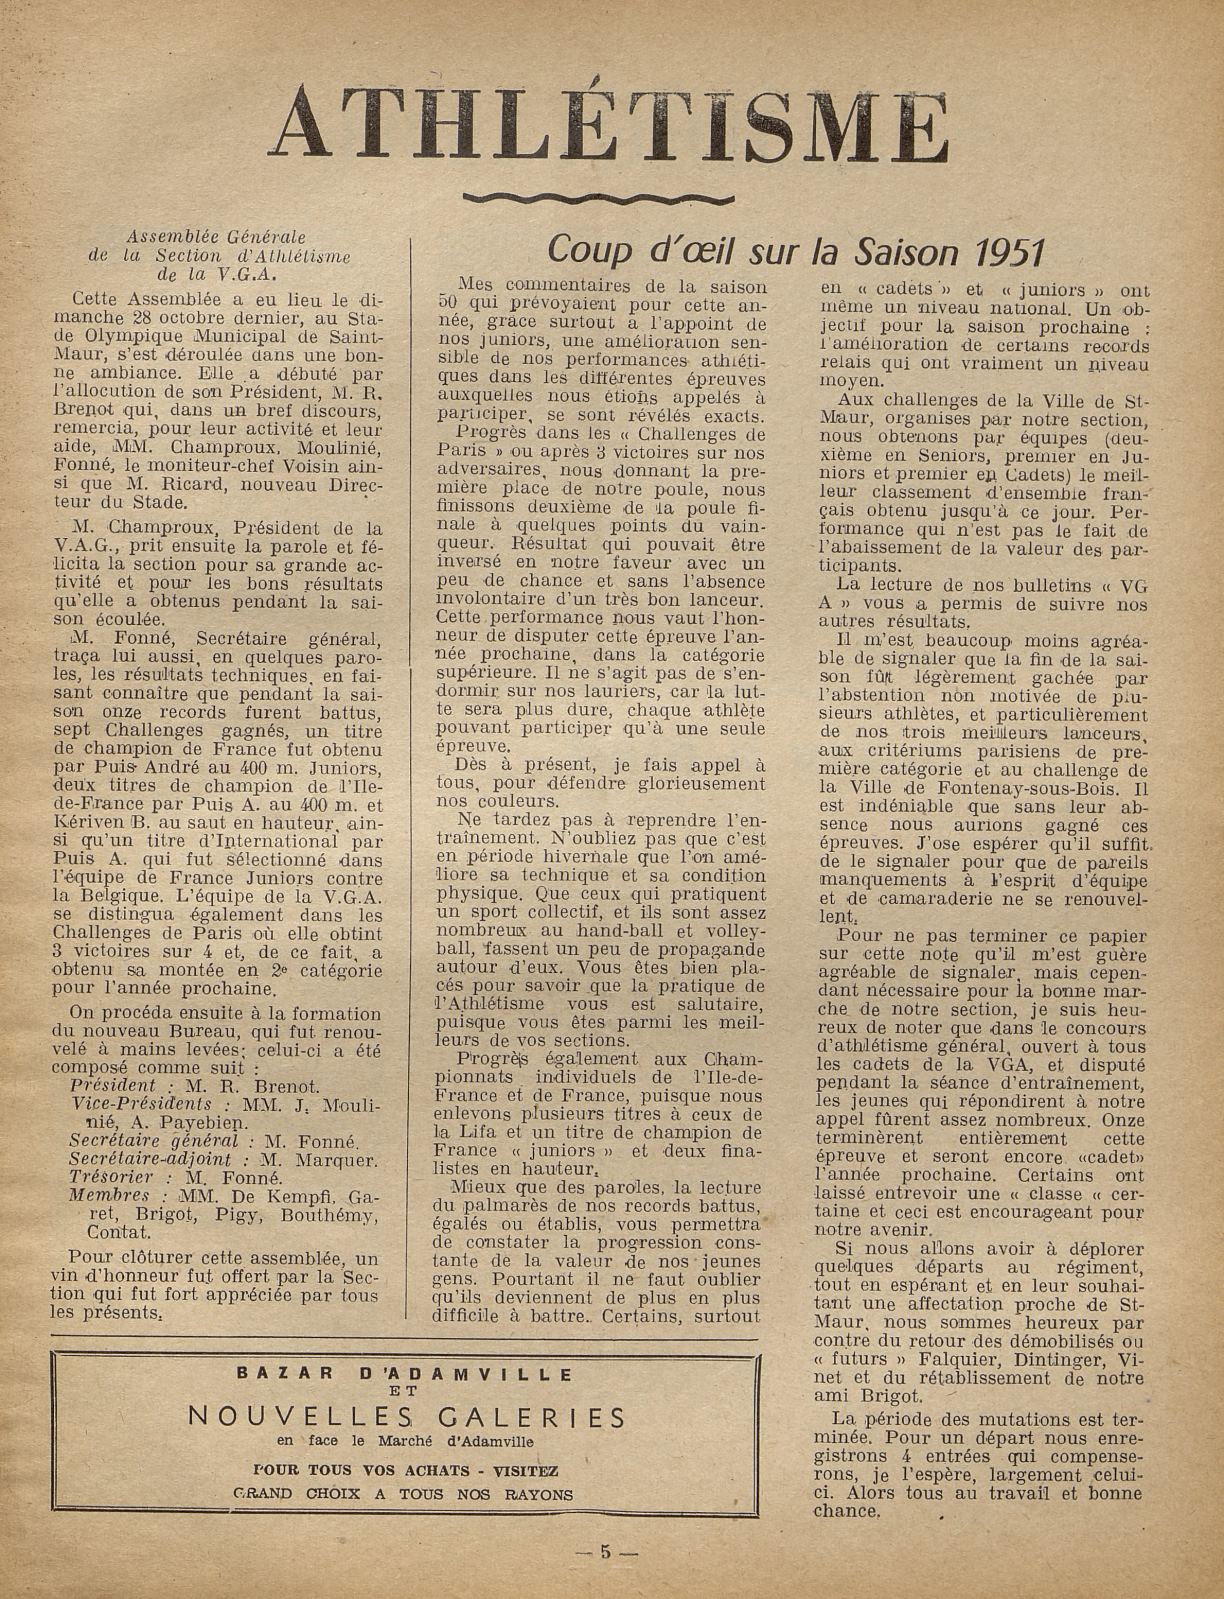 ATHLÉTISME
Assemblée Générale
de la Section d'Athlétisme
de la V.G.A.
Cette Assemblée a eu lieu le di-
manche 28 octobre dernier, au Sta-
de Olympique Municipal de Saint-
Maur, s'est déroulée dans une bon-
ne ambiance. Elle a débuté par
l'allocution de son Président, M. R.
Brenot qui, dans un bref discours,
remercia, pour leur activité et leur
aide, MM. Champroux, Moulinié,
Fonné, le moniteur-chef Voisin ain-
si que M. Ricard, nouveau Direc-
teur du Stade.
M. Champroux, Président de la
V.A.G., prit ensuite la parole et fé-
licita la section pour sa grande ac-
tivité et pour les bons résultats
qu'elle a obtenus pendant la sai-
son écoulée.
M. Fonné, Secrétaire général,
traça lui aussi, en quelques paro-
les, les résultats techniques, en fai-
sant connaître que pendant la sai-
son onze records furent battus,
sept Challenges gagnés, un titre
de champion de France fut obtenu
par Puis André au 400 m. Juniors,
deux titres de champion de l'Ile-
de-France par Puis A. au 400 m. et
Kériven B. au saut en hauteur, ain-
si qu'un titre d'International par
Puis A. qui fut sélectionné dans
l'équipe de France Juniors contre
la Belgique. L'équipe de la V.G.A.
se distingua également dans les
Challenges de Paris où elle obtint
3 victoires sur 4 et, de ce fait, a
obtenu sa montée en 2e catégorie
pour l'année prochaine.
On procéda ensuite à la formation
du nouveau Bureau, qui fut renou-
velé à mains levées; celui-ci a été
composé comme suit :
Président : M. R. Brenot.
Vice-Présidents : MM. J. Mouli-
nié, A. Payebien.
Secrétaire général : M. Fonné.
Secrétaire-adjoint : M. Marquer.
Trésorier : M. Fonné.
Membres : MM. De Kempfi, Ga-
ret, Brigot, Pigy, Bouthémy,
Contat.
Pour clôturer cette assemblée, un
vin d'honneur fut offert par la Sec-
tion qui fut fort appréciée par tous
les présents.
Coup d'œil sur la Saison 1951
Mes commentaires de la saison
50 qui prévoyaient pour cette an-
née, grâce surtout a l'appoint de
nos juniors, une amélioration sen-
sible de nos performances athléti-
ques dans les différentes épreuves
auxquelles nous étions appelés à
participer, se sont révélés exacts.
Progrès dans les « Challenges de
Paris » ou après 3 victoires sur nos
adversaires, nous donnant la pre-
mière place de notre poule, nous
finissons deuxième de la poule fi-
nale à quelques points du vain-
queur. Résultat qui pouvait être
inversé en notre faveur avec un
peu de chance et sans l'absence
involontaire d'un très bon lanceur.
Cette performance nous vaut l'hon-
neur de disputer cette épreuve l'an-
née prochaine, dans la catégorie
supérieure. Il ne s'agit pas de s'en-
dormir sur nos lauriers, car la lut-
te sera plus dure, chaque athlète
pouvant participer qu'à une seule
épreuve.
Dès à présent, je fais appel à
tous, pour défendre glorieusement
nos couleurs.
Ne tardez pas à reprendre l'en-
traînement. N'oubliez pas que c'est
en période hivernale que l'on amé-
liore sa technique et sa condition
physique. Que ceux qui pratiquent
un sport collectif, et ils sont assez
nombreux au hand-ball et volley-
ball, fassent un peu de propagande
autour d'eux. Vous êtes bien pla-
cés pour savoir que la pratique de
l'Athlétisme vous est salutaire,
puisque vous êtes parmi les meil-
leurs de vos sections.
Progrès également aux Cham-
pionnats individuels de l'Ile-de-
France et de France, puisque nous
enlevons plusieurs titres à ceux de
la Lifa et un titre de champion de
France « juniors » et deux fina-
listes en hauteur.
Mieux que des paroles, la lecture
du palmarès de nos records battus,
égalés ou établis, vous permettra
de constater la progression cons-
tante de la valeur de nos jeunes
gens. Pourtant il ne faut oublier
qu'ils deviennent de plus en plus
difficile à battre. Certains, surtout
en « cadets » et « juniors » ont
même un niveau national. Un ob-
jectif pour la saison prochaine :
l'amélioration de certains records
relais qui ont vraiment un niveau
moyen.
Aux challenges de la Ville de St-
Maur, organises par notre section,
nous obtenons par équipes (deu-
xième en Seniors, premier en Ju-
niors et premier en Cadets) le meil-
leur classement d'ensemble fran-
çais obtenu jusqu'à ce jour. Per-
formance qui n'est pas le fait de
l'abaissement de la valeur des par-
ticipants.
La lecture de nos bulletins « VG
A » vous a permis de suivre nos
autres résultats.
Il m'est beaucoup moins agréa-
ble de signaler que la fin de la sai-
son fût légèrement gachée par
l'abstention non motivée de plu-
sieurs athlètes, et particulièrement
de nos trois meilleurs lanceurs,
aux critériums parisiens de pre-
mière catégorie et au challenge de
la Ville de Fontenay-sous-Bois. Il
est indéniable que sans leur ab-
sence nous aurions gagné ces
épreuves. J'ose espérer qu'il suffit
de le signaler pour que de pareils
manquements à l'esprit d'équipe
et de camaraderie ne se renouvel-
lent.
Pour ne pas terminer ce papier
sur cette note qu'il m'est guère
agréable de signaler, mais cepen-
dant nécessaire pour la bonne mar-
che de notre section, je suis heu-
reux de noter que dans le concours
d'athlétisme général, ouvert à tous
les cadets de la VGA, et disputé
pendant la séance d'entraînement,
les jeunes qui répondirent à notre
appel fûrent assez nombreux. Onze
terminèrent entièrement cette
épreuve et seront encore «cadet»
l'année prochaine. Certains ont
laissé entrevoir une « classe « cer-
taine et ceci est encourageant pour
notre avenir.
Si nous allons avoir à déplorer
quelques départs au régiment,
tout en espérant et en leur souhai-
tant une affectation proche de St-
Maur, nous sommes heureux par
contre du retour des démobilisés ou
« futurs » Falquier, Dintinger, Vi-
net et du rétablissement de notre
ami Brigot.
La période des mutations est ter-
minée. Pour un départ nous enre-
gistrons 4 entrées qui compense-
rons, je l'espère, largement celui-
ci. Alors tous au travail et bonne
chance.
BAZAR D'ADAMVILLE
ET
NOUVELLES GALERIES
en face le Marché d'Adamville
POUR TOUS VOS ACHATS - VISITEZ
GRAND CHOIX A TOUS NOS RAYONS
— 5 —